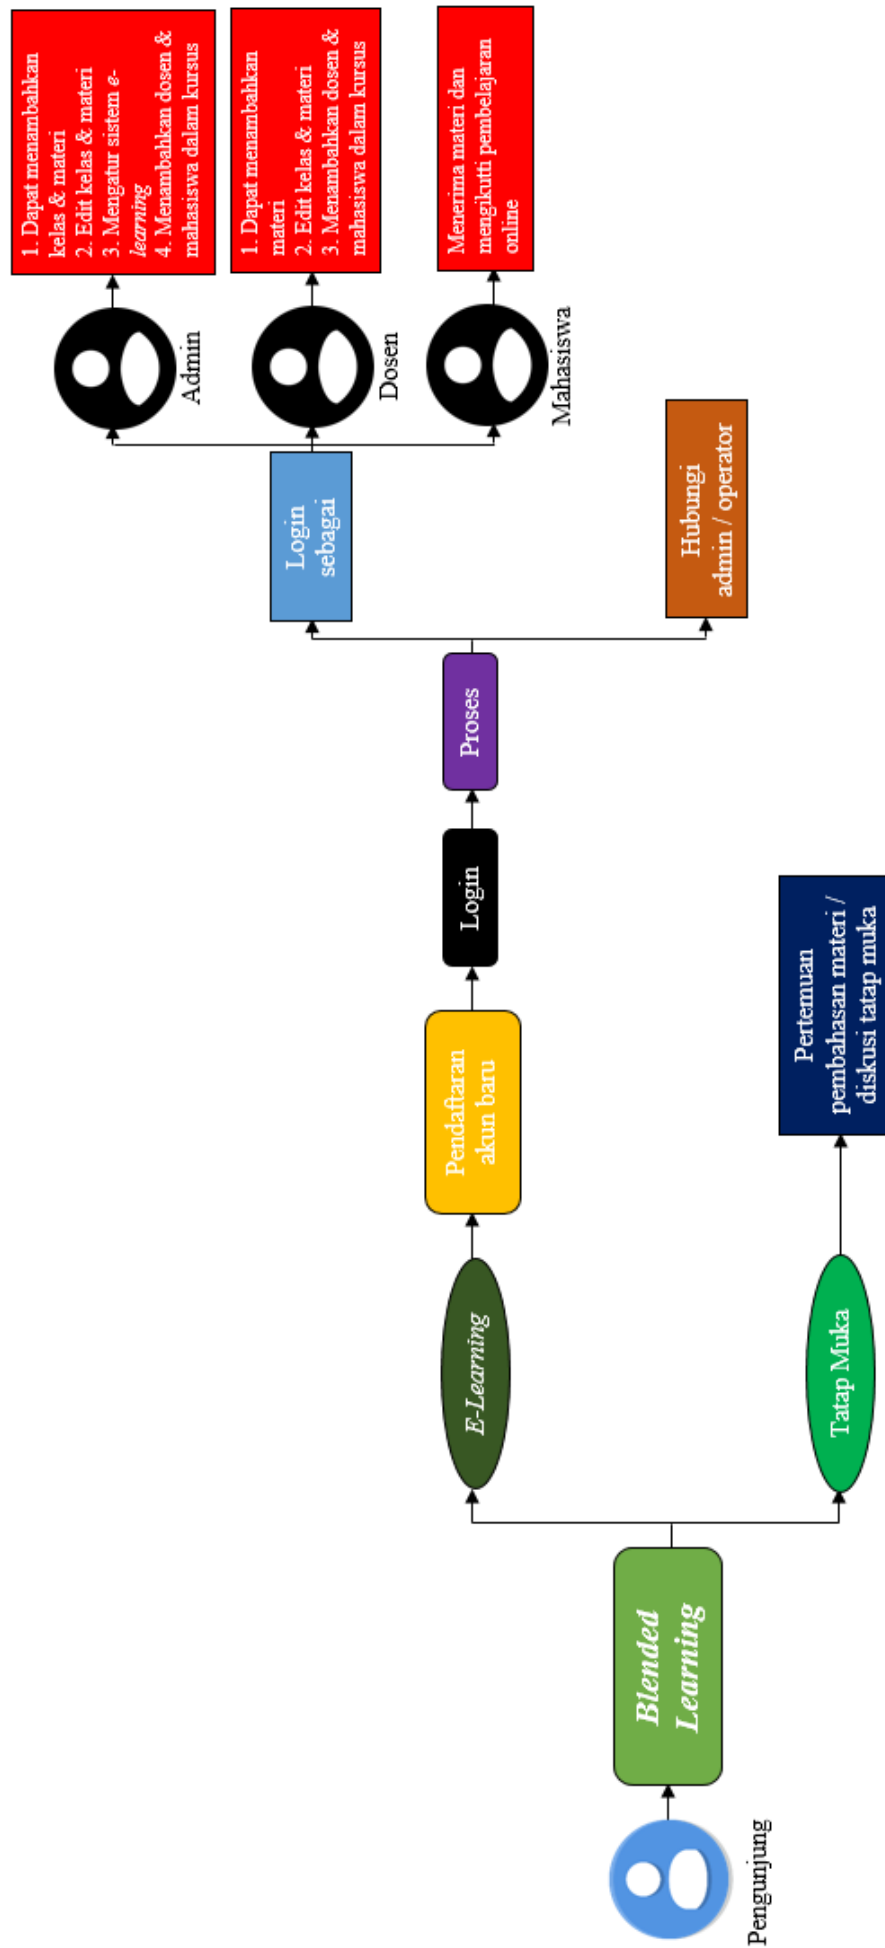 Pengunjung
Blended
Learning
E-Learning
Tatap Muka
Pendaftaran
akun baru
Pertemuan
pembahasan materi /
diskusi tatap muka
Login
Proses
Login
sebagai
Hubungi
admin / operator
Admin
1. Dapat menambahkan
kelas & materi
2. Edit kelas & materi
3. Mengatur sistem e-
learning
4. Menambahkan dosen &
mahasiswa dalam kursus
Dosen
1. Dapat menambahkan
materi
2. Edit kelas & materi
3. Menambahkan dosen &
mahasiswa dalam kursus
Mahasiswa
Menerima materi dan
mengikutti pembelajaran
online